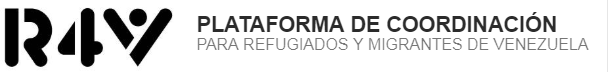 R4V
PLATAFORMA DE COORDINACIÓN
PARA REFUGIADOS Y MIGRANTES DE VENEZUELA